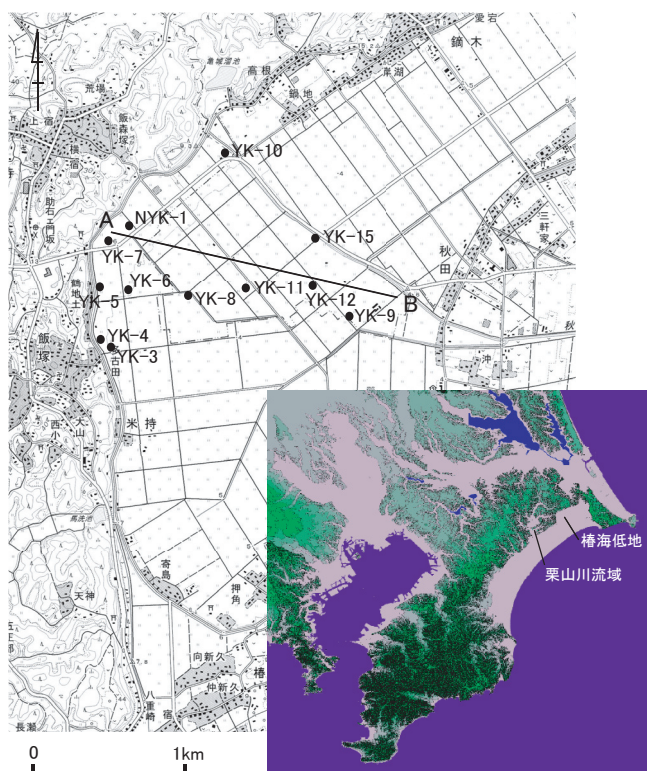 愛宕
鏑木
亀城溜池
高根
岸湖
鍋地
荒場
上宿
飯森塚
横宿
YK-10
助右ェ門坂
三軒家
A
NYK-1
YK-15
YK-7
秋田
鶴地土
YK-6
YK-5
YK-8
YK-11
YK-12
B
YK-9
秋
YK-4
YK-3
飯塚
沖
古田
西小
大山
米持
椿海低地
栗山川流域
寄島
押角
天神
向新久
仲新久
椿
八重崎
宿
長瀬
0
1km